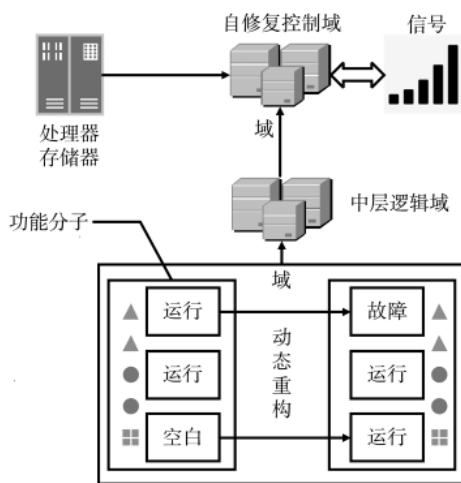 自修复控制域
信号
处理器
存储器
域
中层逻辑域
功能分子
域
运行
故障
动态重构
运行
运行
空白
运行